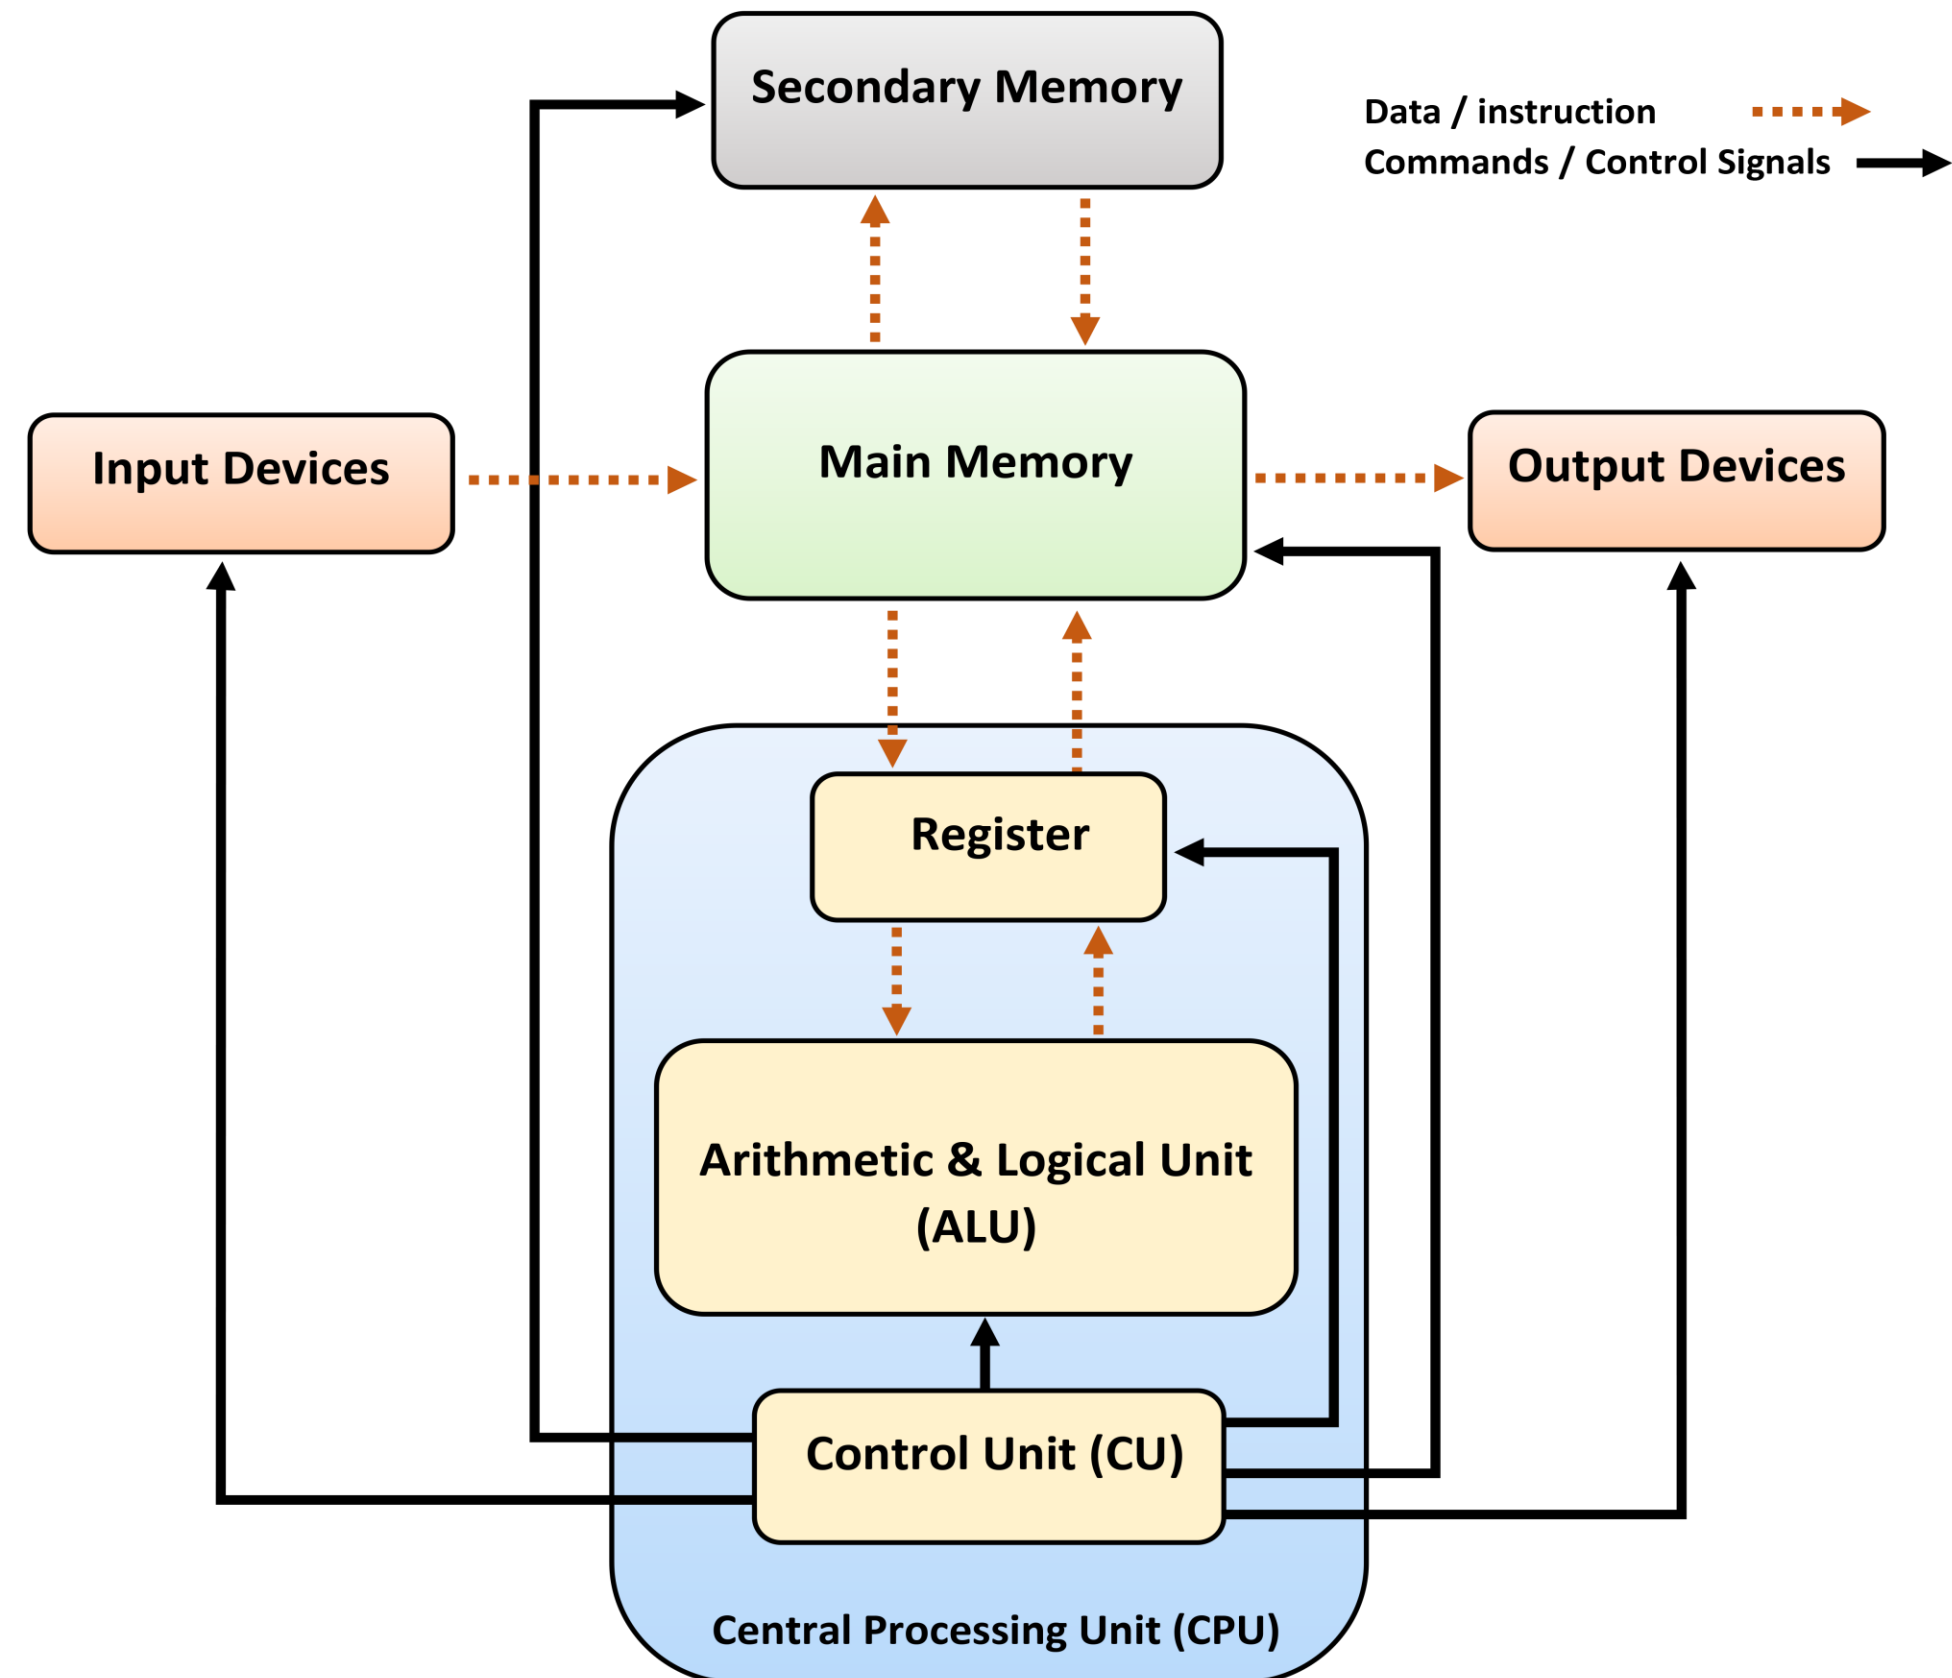 Secondary Memory
Data / instruction
Commands / Control Signals
Input Devices
Main Memory
Output Devices
Register
Arithmetic & Logical Unit
(ALU)
Control Unit (CU)
Central Processing Unit (CPU)